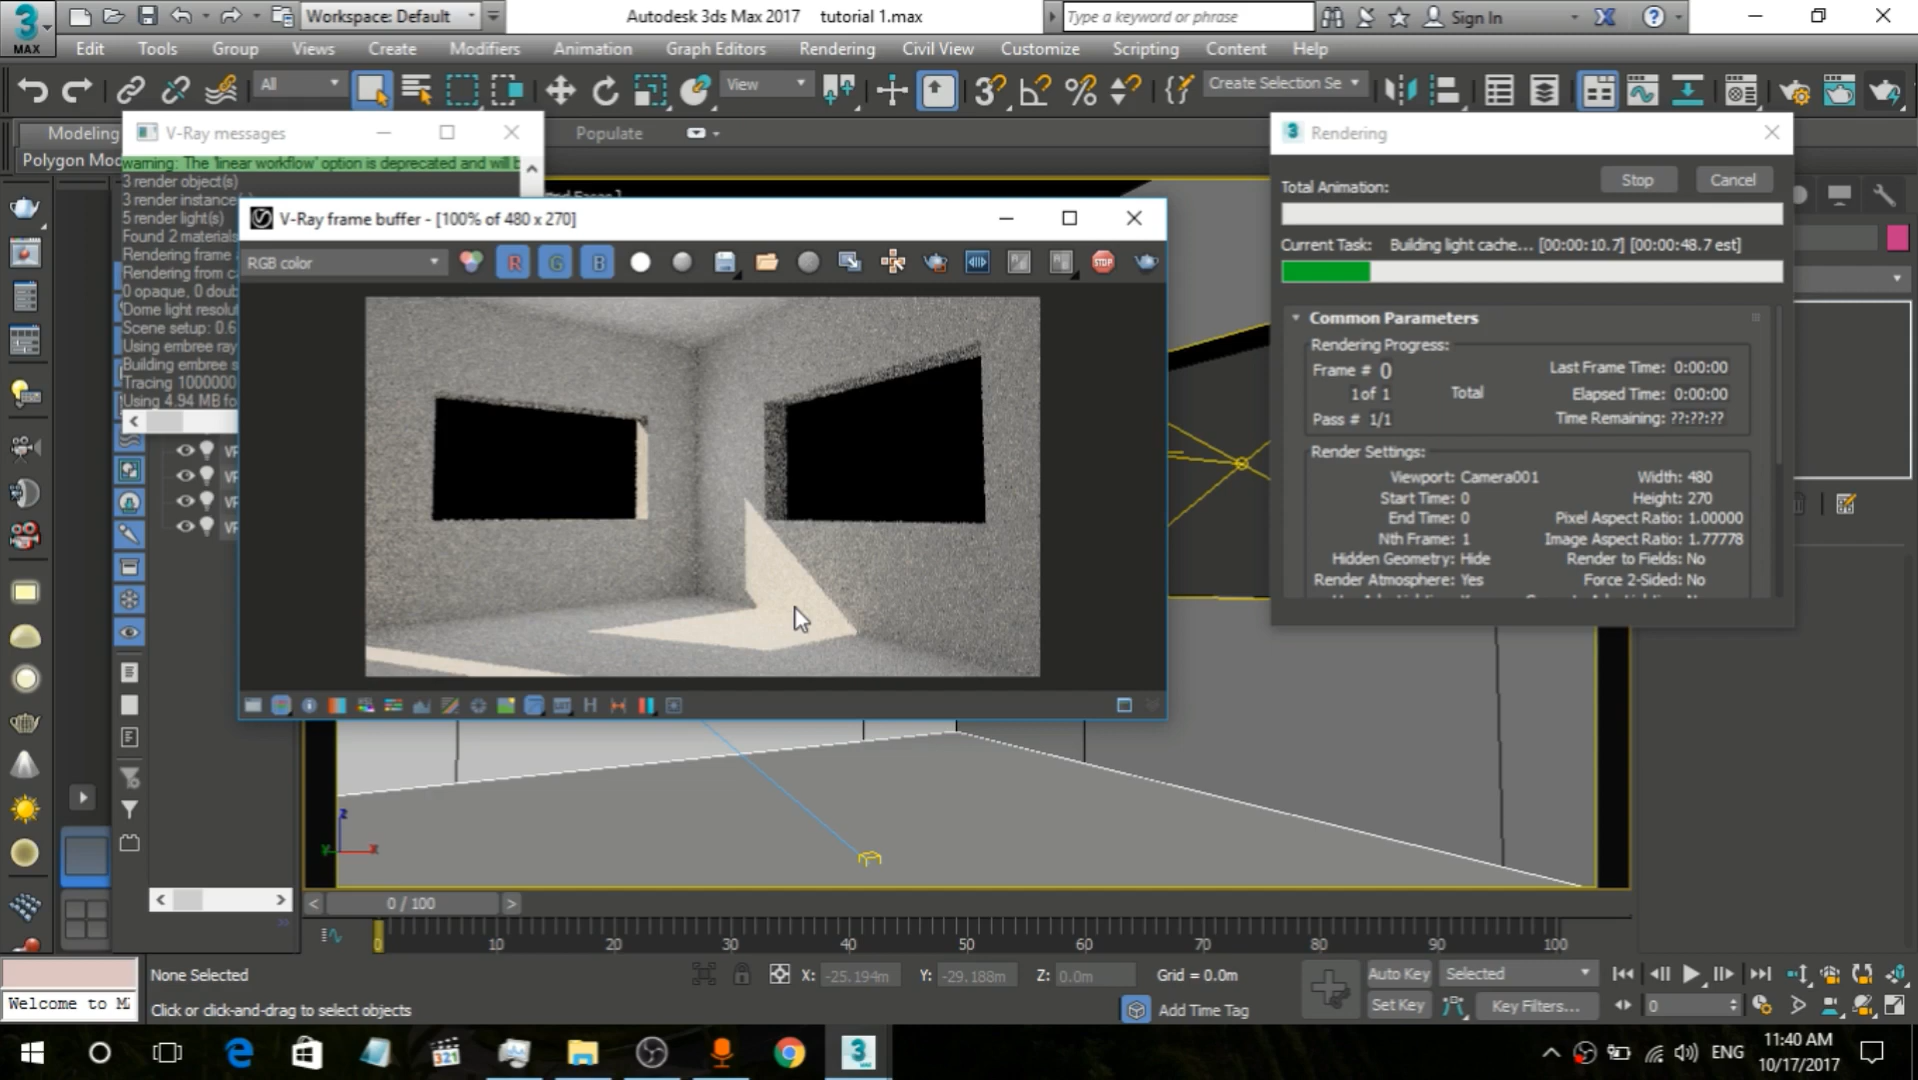 Workspace: Default
Autodesk 3ds Max 2017 tutorial 1.max
Type a keyword or phrase
Sign In
MAX
Edit Tools Group Views Create Modifiers Animation Graph Editors Rendering Civil View Customize Scripting Content Help
All
View
Create Selection Se
Modeling
Populate
Polygon Mo
V-Ray messages
warning: The 'linear workflow' option is deprecated and will b
3 render object(s)
3 render instance
5 render light(s)
Found 2 materials
Rendering frame
Rendering from ca
0 opaque, 0 doub
Dome light resolut
Scene setup: 0.6
Using embree ray
Building embree s
Tracing 1000000
Using 4.94 MB fo
V-Ray frame buffer - [100% of 480 x 270]
RGB color
R G B
STOP
Rendering
Total Animation:
Stop
Cancel
Current Task: Building light cache... [00:00:10.7] [00:00:48.7 est]
Common Parameters
Rendering Progress:
Frame # 0
Last Frame Time: 0:00:00
1 of 1 Total
Elapsed Time: 0:00:00
Pass # 1/1
Time Remaining: ??:??:??
Render Settings:
Viewport: Camera001
Width: 480
Start Time: 0
Height: 270
End Time: 0
Pixel Aspect Ratio: 1.00000
Nth Frame: 1
Image Aspect Ratio: 1.77778
Hidden Geometry: Hide
Render to Fields: No
Render Atmosphere: Yes
Force 2-Sided: No
z
Y
x
0 / 100
0 10 20 30 40 50 60 70 80 90 100
None Selected
X: -25.194m Y: -29.188m Z: 0.0m
Grid = 0.0m
Auto Key
Selected
Welcome to M
Click or click-and-drag to select objects
Add Time Tag
Set Key
Key Filters...
0
ENG
11:40 AM
10/17/2017